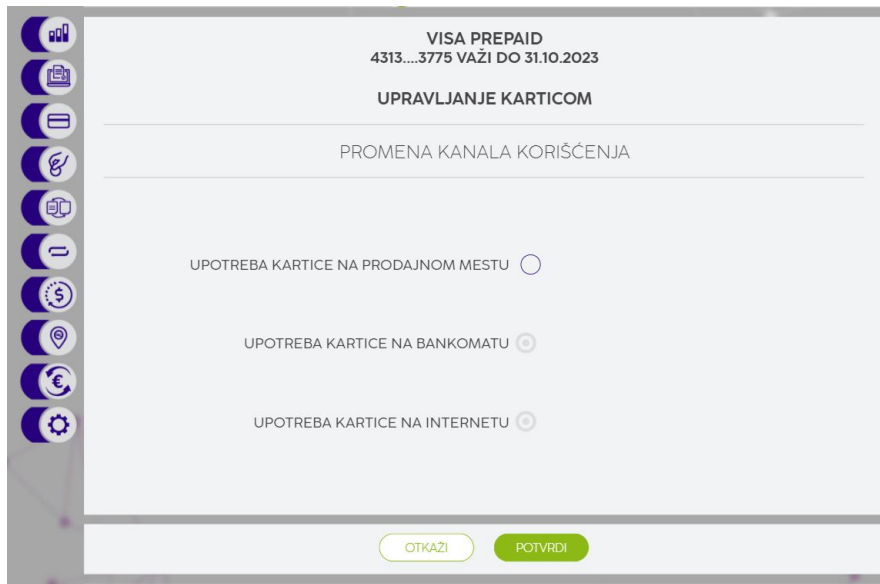 VISA PREPAID
4313....3775 VAŽI DO 31.10.2023
UPRAVLJANJE KARTICOM
PROMENA KANALA KORIŠĆENJA
UPOTREBA KARTICE NA PRODAJNOM MESTU
UPOTREBA KARTICE NA BANKOMATU
UPOTREBA KARTICE NA INTERNETU
OTKAŽI
POTVRDI